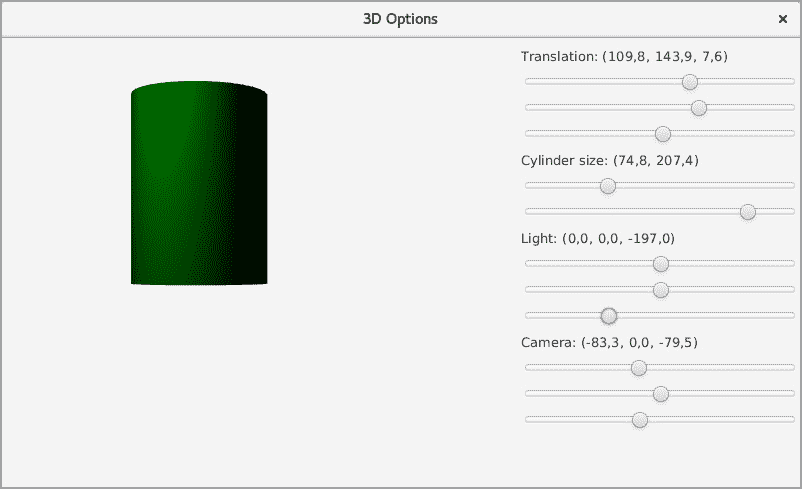 3D Options
Translation: (109,8, 143,9, 7,6)
Cylinder size: (74,8, 207,4)
Light: (0,0, 0,0, -197,0)
Camera: (-83,3, 0,0, -79,5)